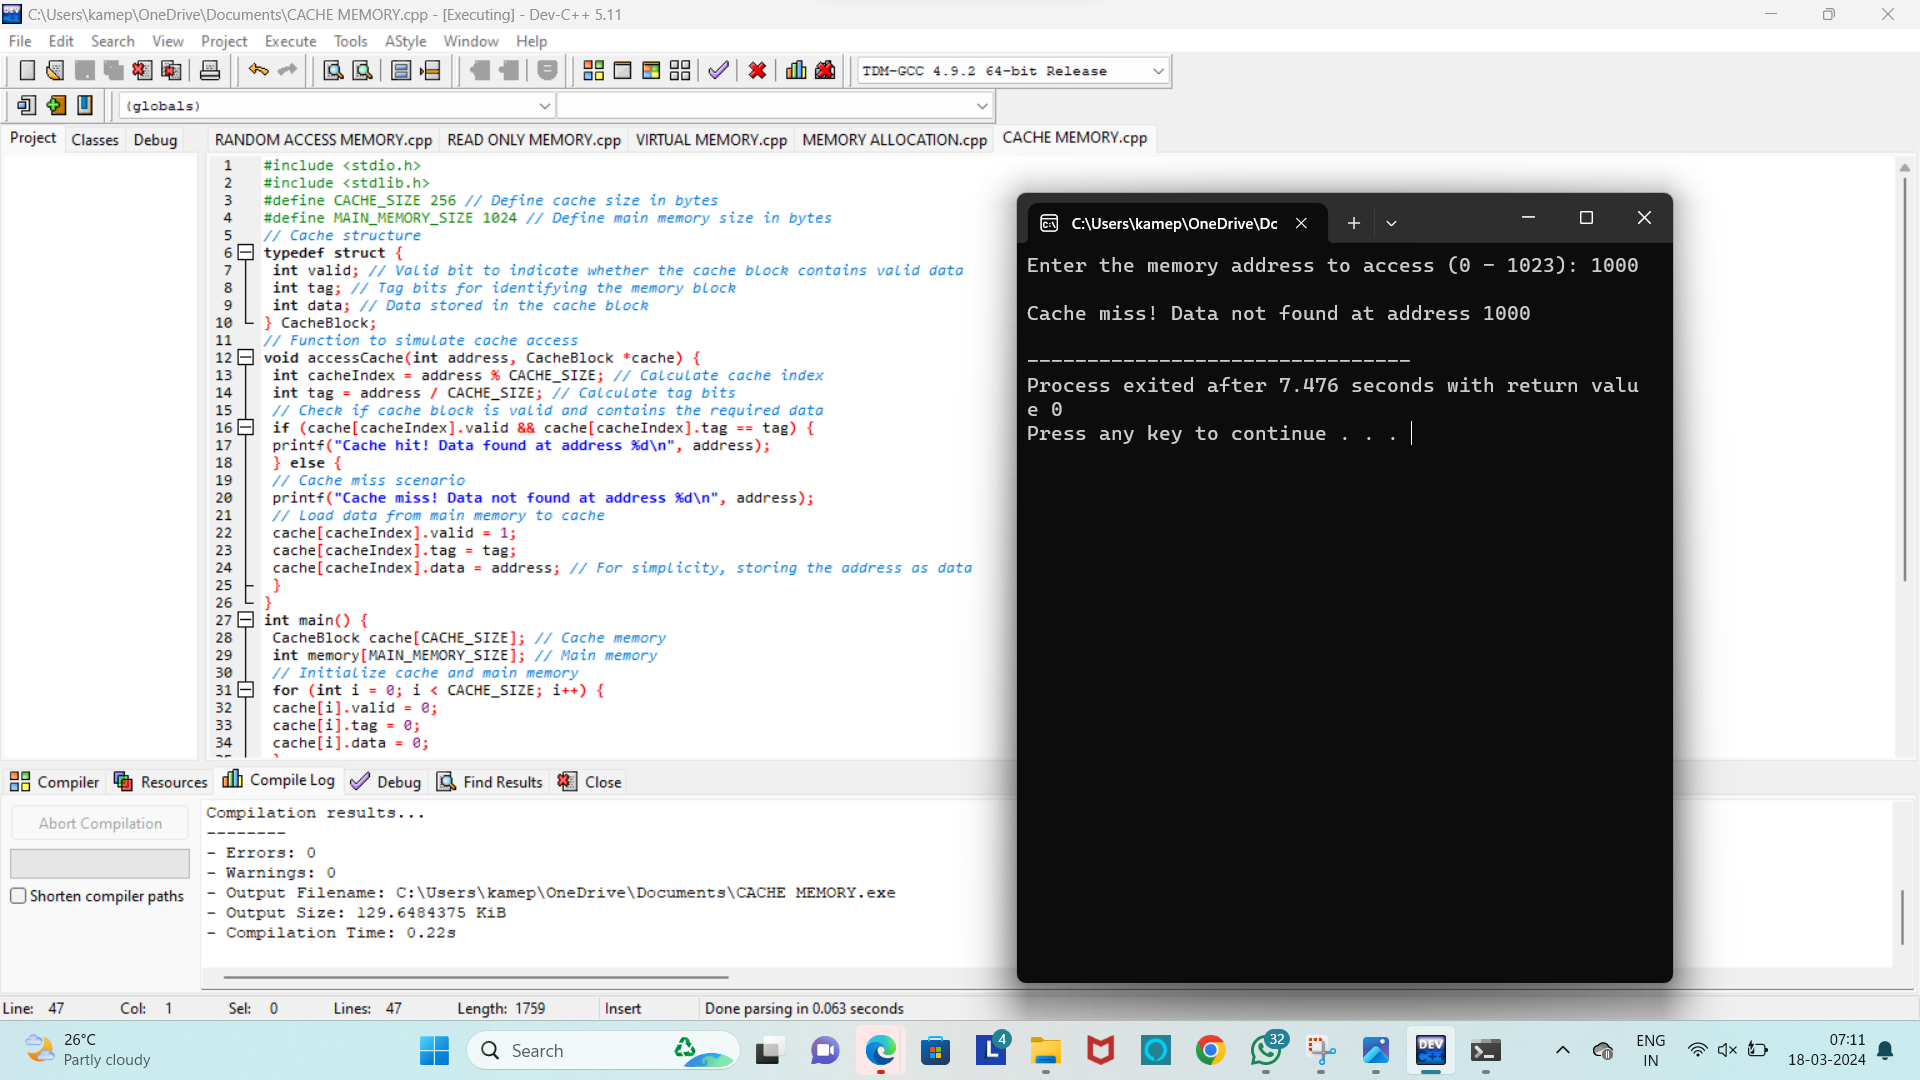 C:\Users\kamep\OneDrive\Documents\CACHE MEMORY.cpp - [Executing] - Dev-C++ 5.11
File Edit Search View Project Execute Tools AStyle Window Help
TDM-GCC 4.9.2 64-bit Release
(globals)
Project Classes Debug
RANDOM ACCESS MEMORY.cpp READ ONLY MEMORY.cpp VIRTUAL MEMORY.cpp MEMORY ALLOCATION.cpp CACHE MEMORY.cpp
1 #include <stdio.h>
2 #include <stdlib.h>
3 #define CACHE_SIZE 256 // Define cache size in bytes
4 #define MAIN_MEMORY_SIZE 1024 // Define main memory size in bytes
5 // Cache structure
6 typedef struct {
7 int valid; // Valid bit to indicate whether the cache block contains valid data
8 int tag; // Tag bits for identifying the memory block
9 int data; // Data stored in the cache block
10 } CacheBlock;
11 // Function to simulate cache access
12 void accessCache(int address, CacheBlock *cache) {
13 int cacheIndex = address % CACHE_SIZE; // Calculate cache index
14 int tag = address / CACHE_SIZE; // Calculate tag bits
15 // Check if cache block is valid and contains the required data
16 if (cache[cacheIndex].valid && cache[cacheIndex].tag == tag) {
17 printf("Cache hit! Data found at address %d\n", address);
18 } else {
19 // Cache miss scenario
20 printf("Cache miss! Data not found at address %d\n", address);
21 // Load data from main memory to cache
22 cache[cacheIndex].valid = 1;
23 cache[cacheIndex].tag = tag;
24 cache[cacheIndex].data = address; // For simplicity, storing the address as data
25 }
26 }
27 int main() {
28 CacheBlock cache[CACHE_SIZE]; // Cache memory
29 int memory[MAIN_MEMORY_SIZE]; // Main memory
30 // Initialize cache and main memory
31 for (int i = 0; i < CACHE_SIZE; i++) {
32 cache[i].valid = 0;
33 cache[i].tag = 0;
34 cache[i].data = 0;
C:\Users\kamep\OneDrive\Dc
Enter the memory address to access (0 - 1023): 1000
Cache miss! Data not found at address 1000
--------------------------------
Process exited after 7.476 seconds with return valu
e 0
Press any key to continue . . .
Compiler Resources Compile Log Debug Find Results Close
Abort Compilation
Shorten compiler paths
Compilation results...
--------
- Errors: 0
- Warnings: 0
- Output Filename: C:\Users\kamep\OneDrive\Documents\CACHE MEMORY.exe
- Output Size: 129.6484375 KiB
- Compilation Time: 0.22s
Line: 47 Col: 1 Sel: 0 Lines: 47 Length: 1759 Insert Done parsing in 0.063 seconds
26°C
Partly cloudy
Search
L 4
32
DEV C++
ENG
IN
07:11
18-03-2024